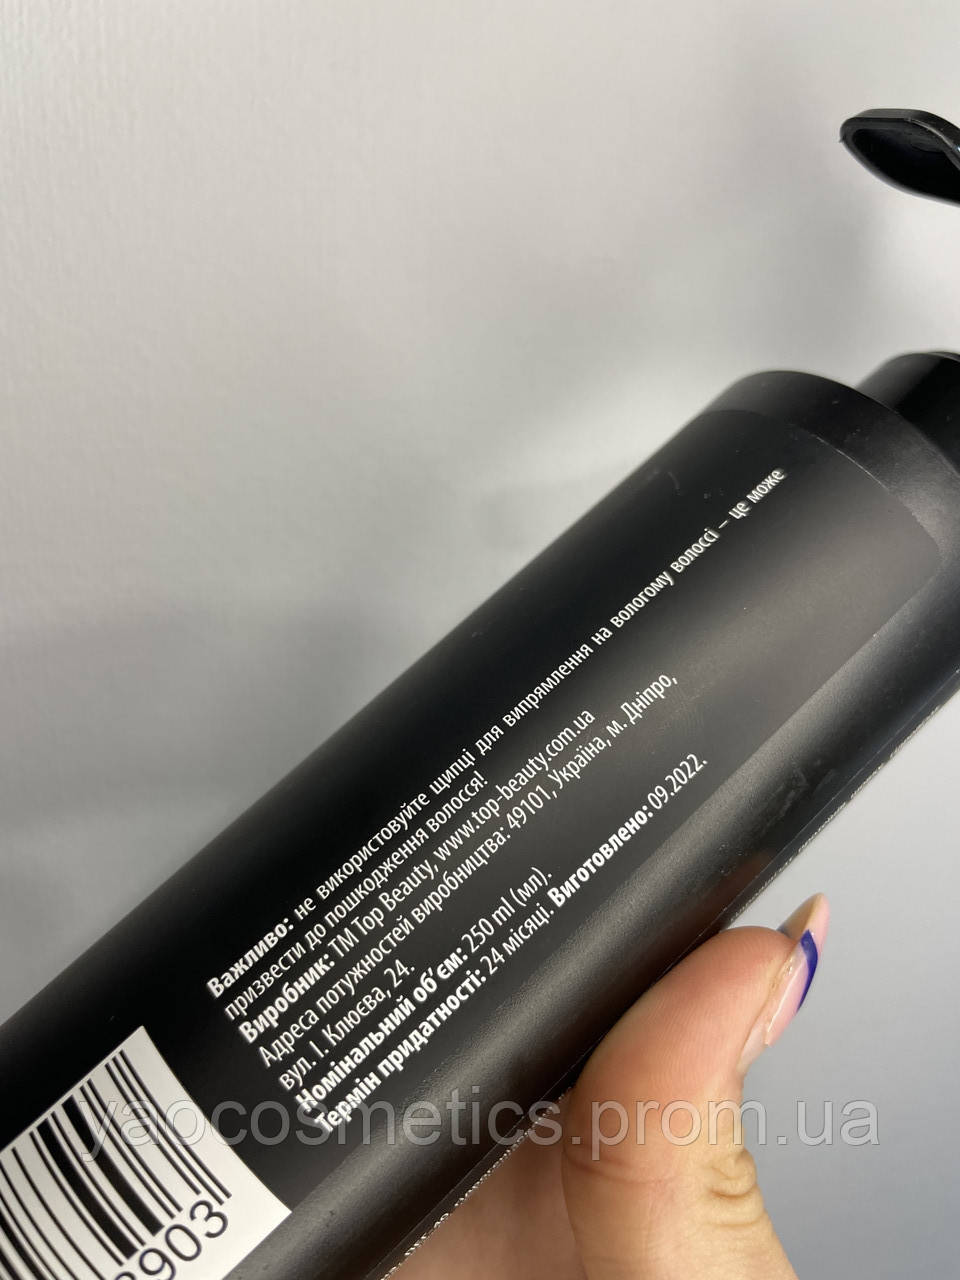 Важливо: не використовуйте щипці для випрямлення на вологому волоссі – це може
призвести до пошкодження волосся!
Виробник: ТМ Top Beauty, www.top-beauty.com.ua
Адреса потужностей виробництва: 49101, Україна, м. Дніпро,
вул. І. Клюєва, 24.
Номінальний об‘єм: 250 ml (мл).
Термін придатності: 24 місяці. Виготовлено: 09.2022.
8903
yaocosmetics.prom.ua